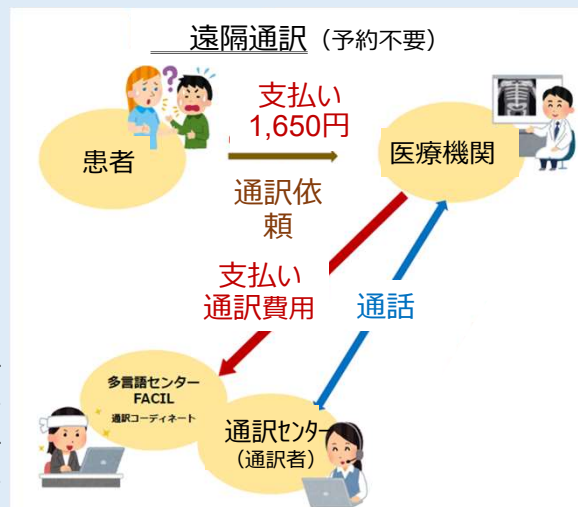 遠隔通訳（予約不要）
支払い
1,650円
患者
医療機関
通訳依
頼
支払い
通訳費用
通話
多言語センター
FACIL
通訳コーディネート
通訳ｾﾝﾀｰ
（通訳者）